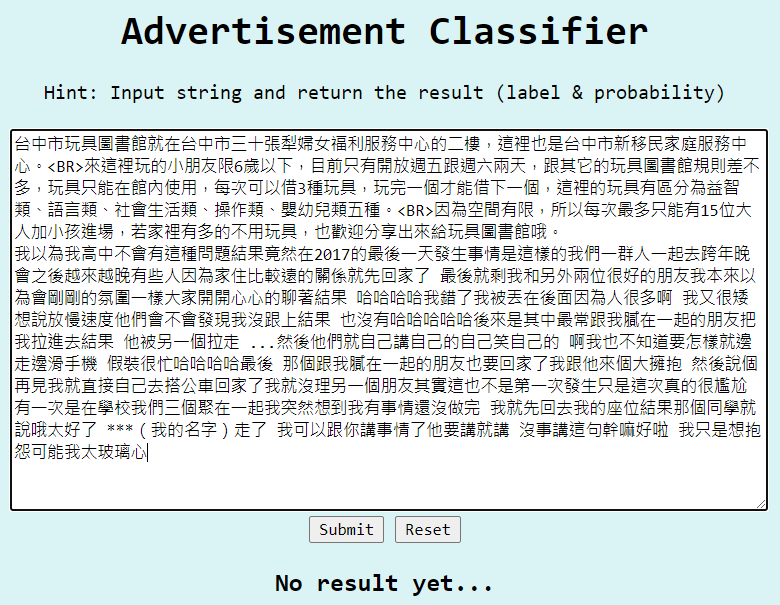 Advertisement Classifier
Hint: Input string and return the result (label & probability)
台中市玩具圖書館就在台中市三十張犁婦女福利服務中心的二樓，這裡也是台中市新移民家庭服務中
心。<BR>來這裡玩的小朋友限6歲以下，目前只有開放週五跟週六兩天，跟其它的玩具圖書館規則差不
多，玩具只能在館內使用，每次可以借3種玩具，玩完一個才能借下一個，這裡的玩具有區分為益智
類、語言類、社會生活類、操作類、嬰幼兒類五種。<BR>因為空間有限，所以每次最多只能有15位大
人加小孩進場，若家裡有多的不用玩具，也歡迎分享出來給玩具圖書館哦。
我以為我高中不會有這種問題結果竟然在2017的最後一天發生事情是這樣的我們一群人一起去跨年晚
會之後越來越晚有些人因為家住比較遠的關係就先回家了 最後就剩我和另外兩位很好的朋友我本來以
為會剛剛的氛圍一樣大家開開心心的聊著結果 哈哈哈哈我錯了我被丟在後面因為人很多啊 我又很矮
想說放慢速度他們會不會發現我沒跟上結果 也沒有哈哈哈哈哈後來是其中最常跟我膩在一起的朋友把
我拉進去結果 他被另一個拉走 ...然後他們就自己講自己的自己笑自己的 啊我也不知道要怎樣就邊
走邊滑手機 假裝很忙哈哈哈哈最後 那個跟我膩在一起的朋友也要回家了我跟他來個大擁抱 然後說個
再見我就直接自己去搭公車回家了我就沒理另一個朋友其實這也不是第一次發生只是這次真的很尷尬
有一次是在學校我們三個聚在一起我突然想到我有事情還沒做完 我就先回去我的座位結果那個同學就
說哦太好了 ***（我的名字）走了 我可以跟你講事情了他要講就講 沒事講這句幹嘛好啦 我只是想抱
怨可能我太玻璃心
Submit Reset
No result yet...